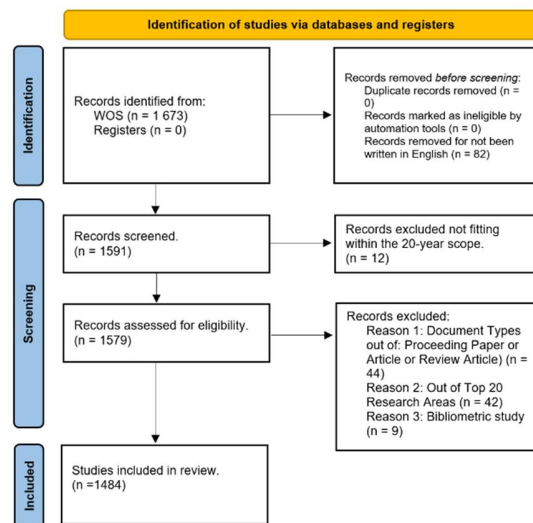 Identification of studies via databases and registers
Identification
Records identified from:
WOS (n = 1 673)
Registers (n = 0)
Records removed before screening:
Duplicate records removed (n =
0)
Records marked as ineligible by
automation tools (n = 0)
Records removed for not been
written in English (n = 82)
Screening
Records screened.
(n = 1591)
Records excluded not fitting
within the 20-year scope.
(n = 12)
Records assessed for eligibility.
(n = 1579)
Records excluded:
Reason 1: Document Types
out of: Proceeding Paper or
Article or Review Article) (n =
44)
Reason 2: Out of Top 20
Research Areas (n = 42)
Reason 3: Bibliometric study
(n = 9)
Included
Studies included in review.
(n =1484)